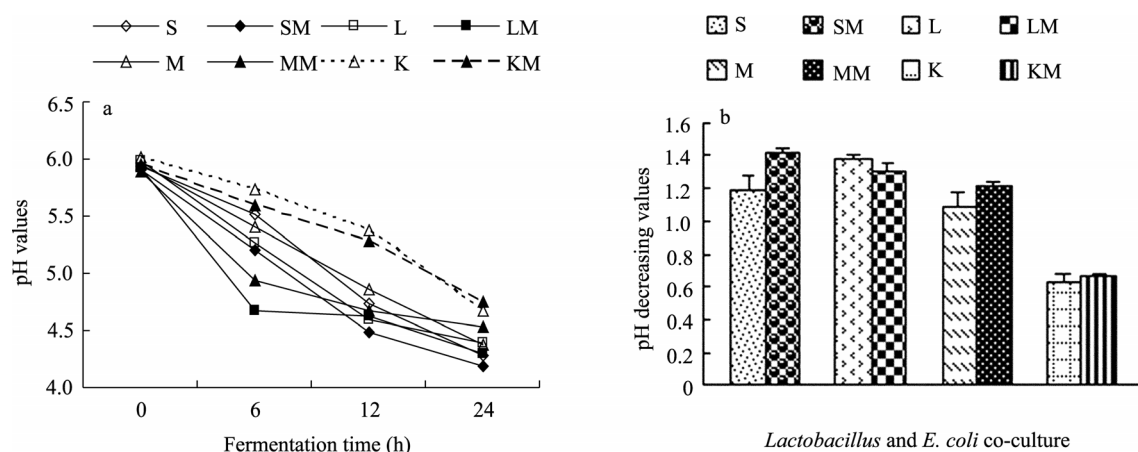 S SM L LM
M MM K KM
a
6.5
6.0
5.5
5.0
4.5
4.0
pH values
0 6 12 24
Fermentation time (h)
S SM L LM
M MM K KM
b
1.6
1.4
1.2
1.0
0.8
0.6
0.4
0.2
0
pH decreasing values
Lactobacillus and E. coli co-culture